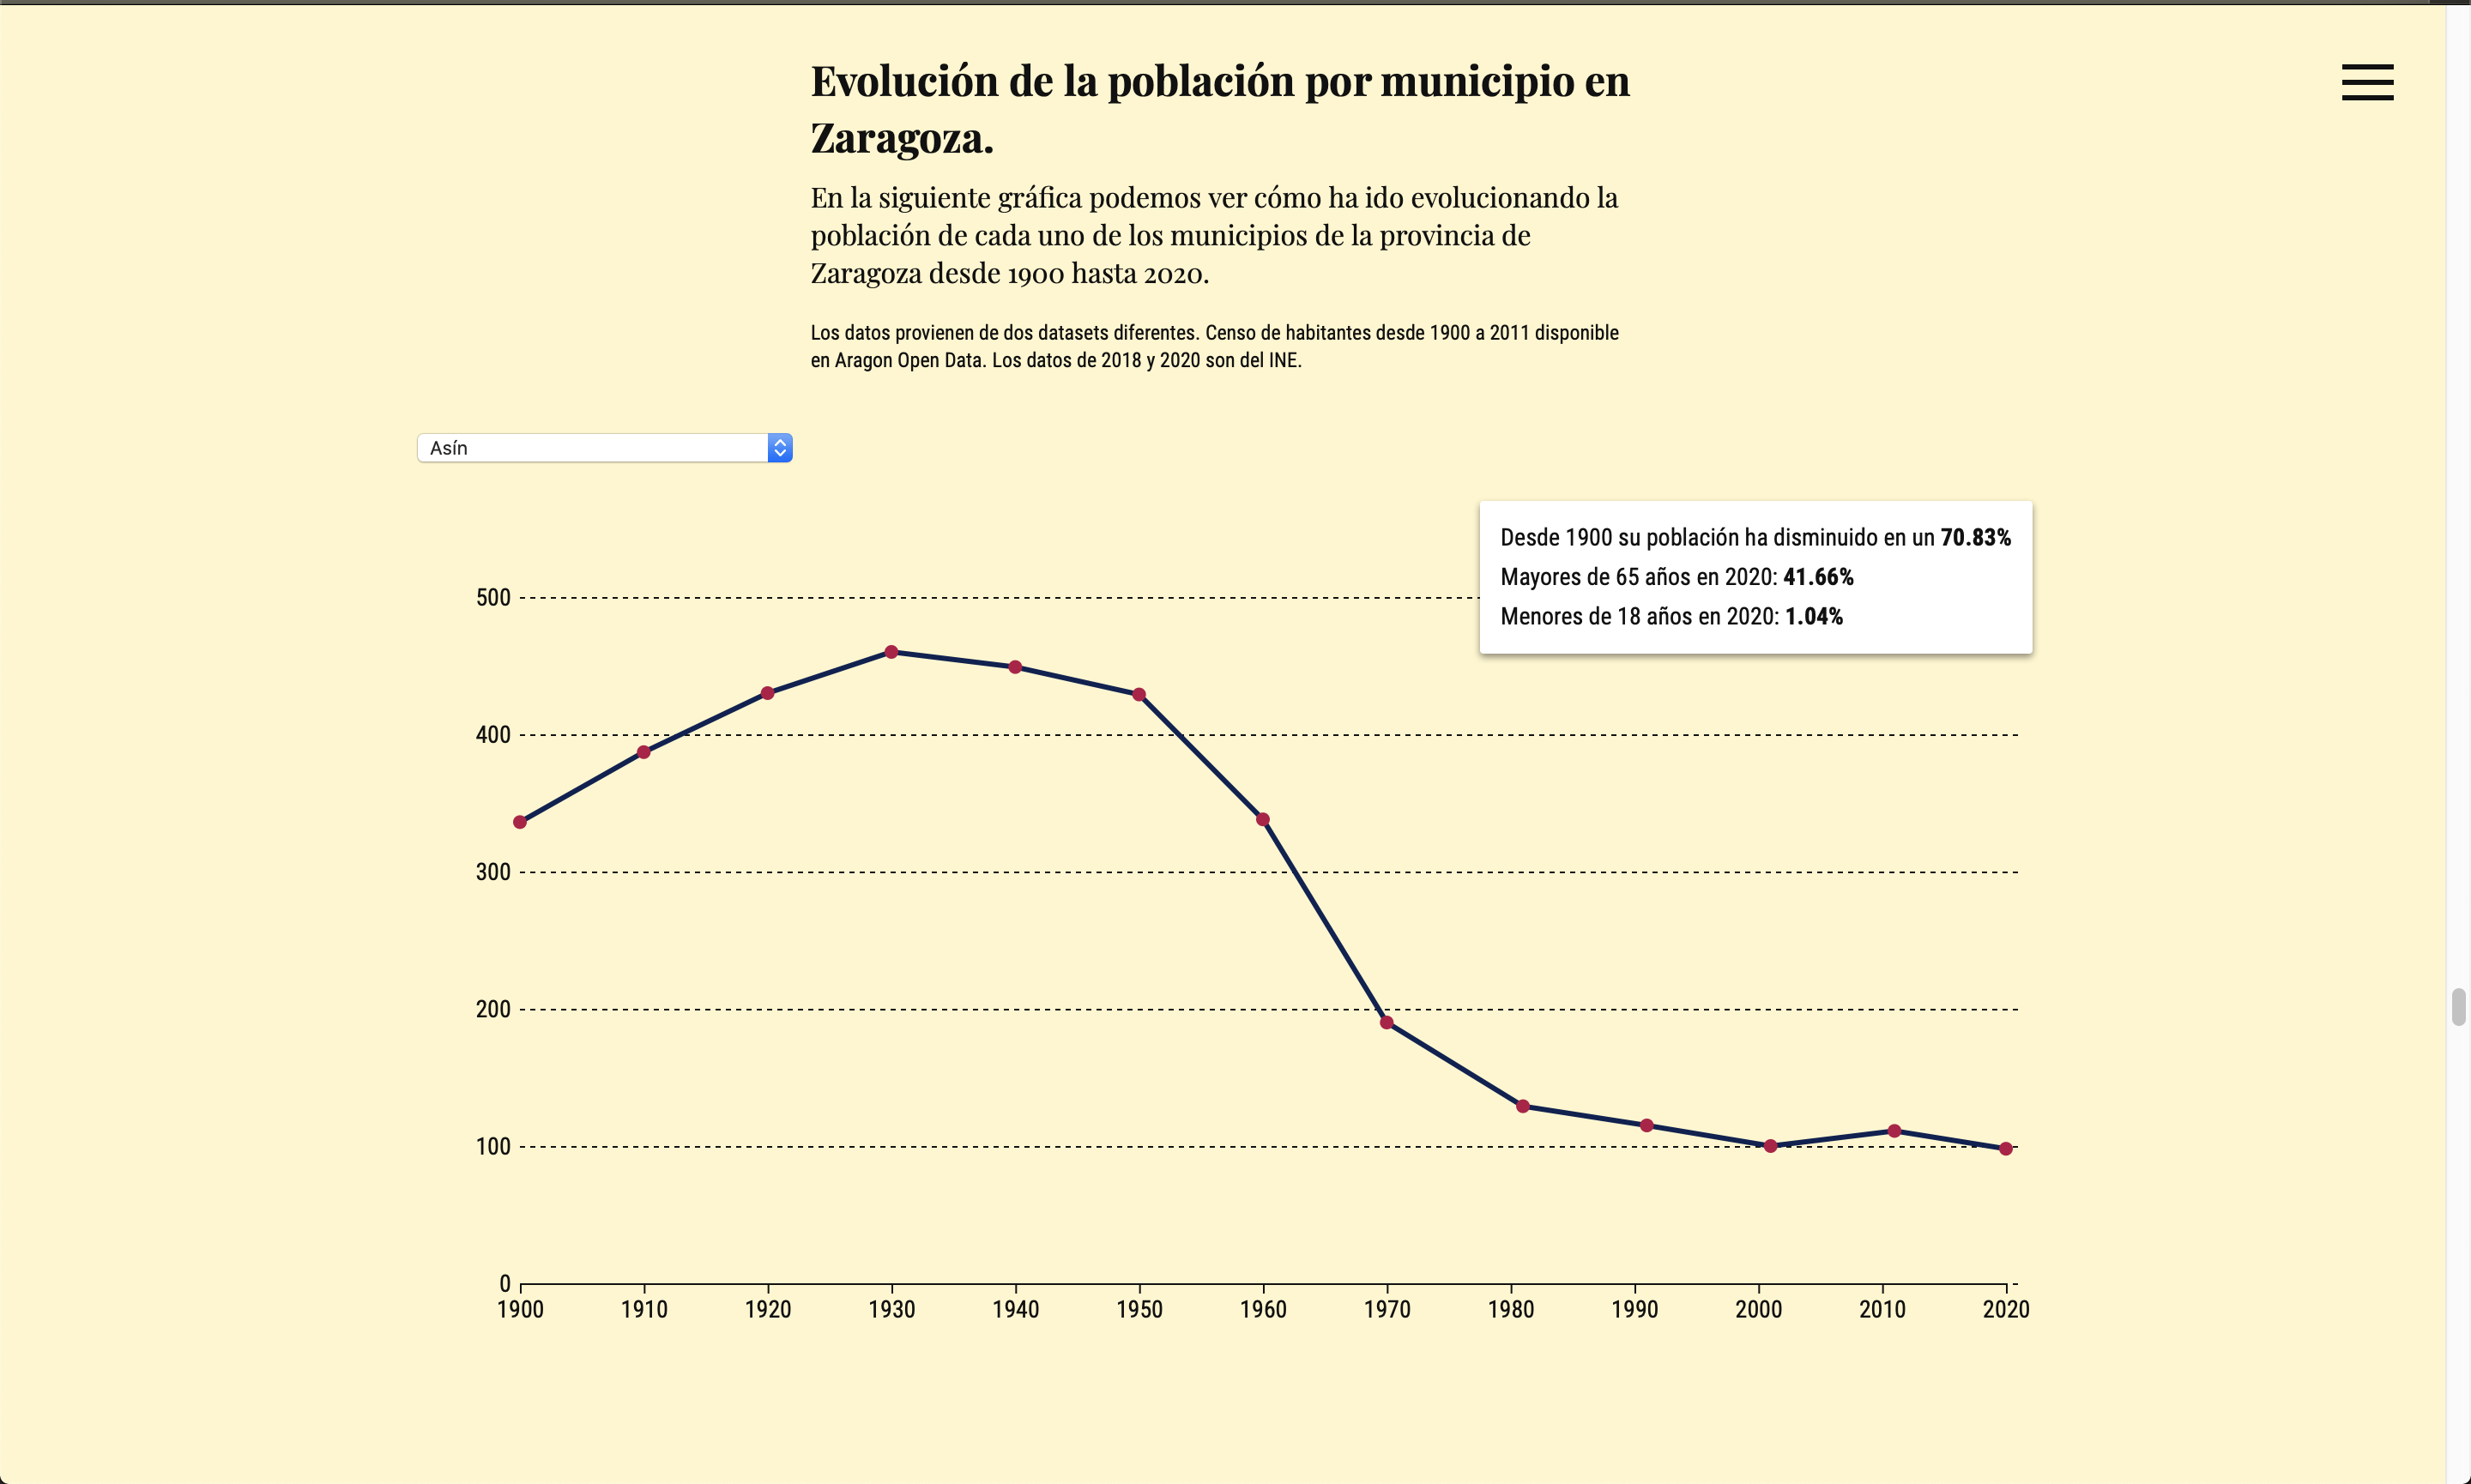 Evolución de la población por municipio en
Zaragoza.
En la siguiente gráfica podemos ver cómo ha ido evolucionando la
población de cada uno de los municipios de la provincia de
Zaragoza desde 1900 hasta 2020.
Los datos provienen de dos datasets diferentes. Censo de habitantes desde 1900 a 2011 disponible
en Aragon Open Data. Los datos de 2018 y 2020 son del INE.
Asín
Desde 1900 su población ha disminuido en un 70.83%
Mayores de 65 años en 2020: 41.66%
Menores de 18 años en 2020: 1.04%
500
400
300
200
100
0
1900 1910 1920 1930 1940 1950 1960 1970 1980 1990 2000 2010 2020